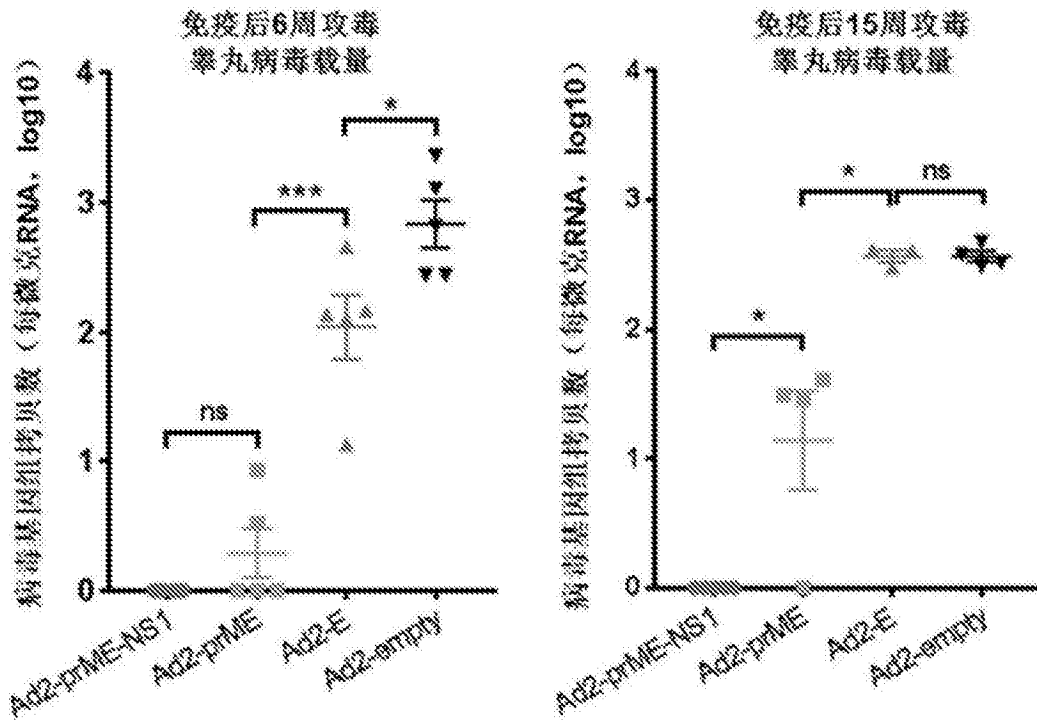 免疫后6周攻毒
睾丸病毒载量
病毒基因组拷贝数（每微克RNA，log10）
4
3
2
1
0
*
***
ns
Ad2-prME-NS1
Ad2-prME
Ad2-E
Ad2-empty
免疫后15周攻毒
睾丸病毒载量
病毒基因组拷贝数（每微克RNA，log10）
4
3
2
1
0
*
ns
*
Ad2-prME-NS1
Ad2-prME
Ad2-E
Ad2-empty